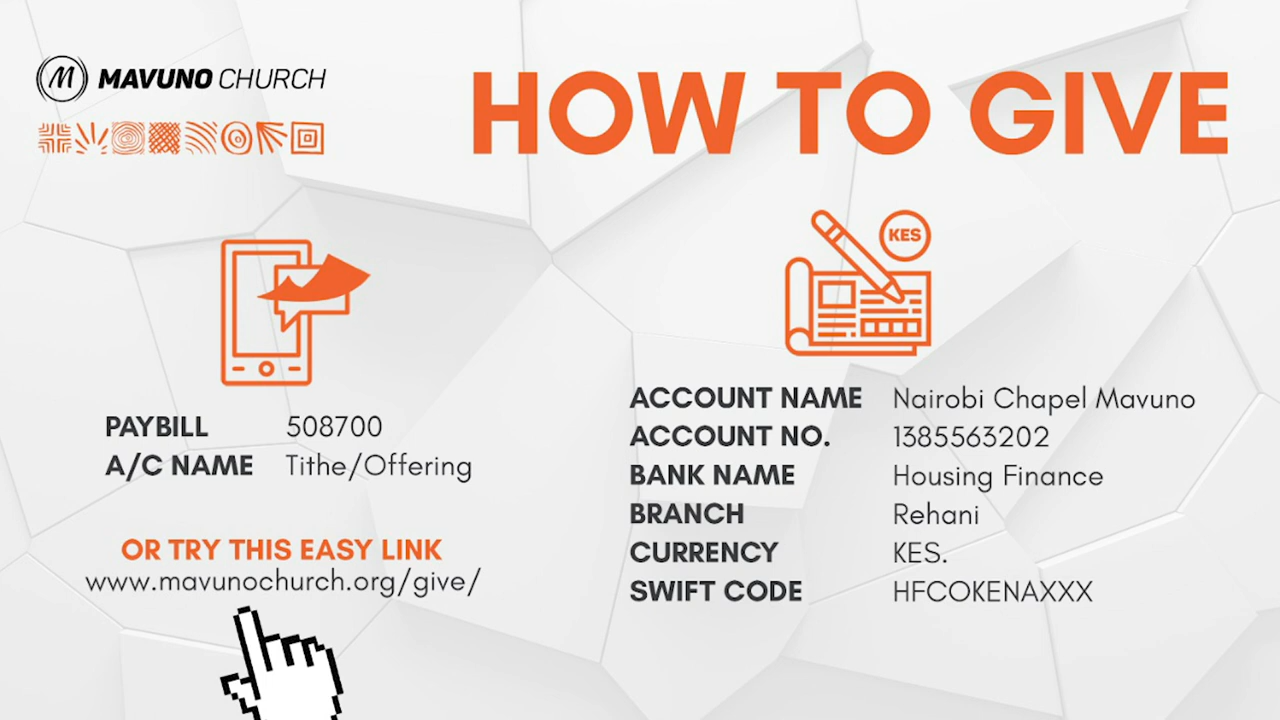 MAVUNO CHURCH
HOW TO GIVE
PAYBILL 508700
A/C NAME Tithe/Offering
OR TRY THIS EASY LINK
www.mavunochurch.org/give/
KES
ACCOUNT NAME Nairobi Chapel Mavuno
ACCOUNT NO. 1385563202
BANK NAME Housing Finance
BRANCH Rehani
CURRENCY KES.
SWIFT CODE HFCOKENAXXX